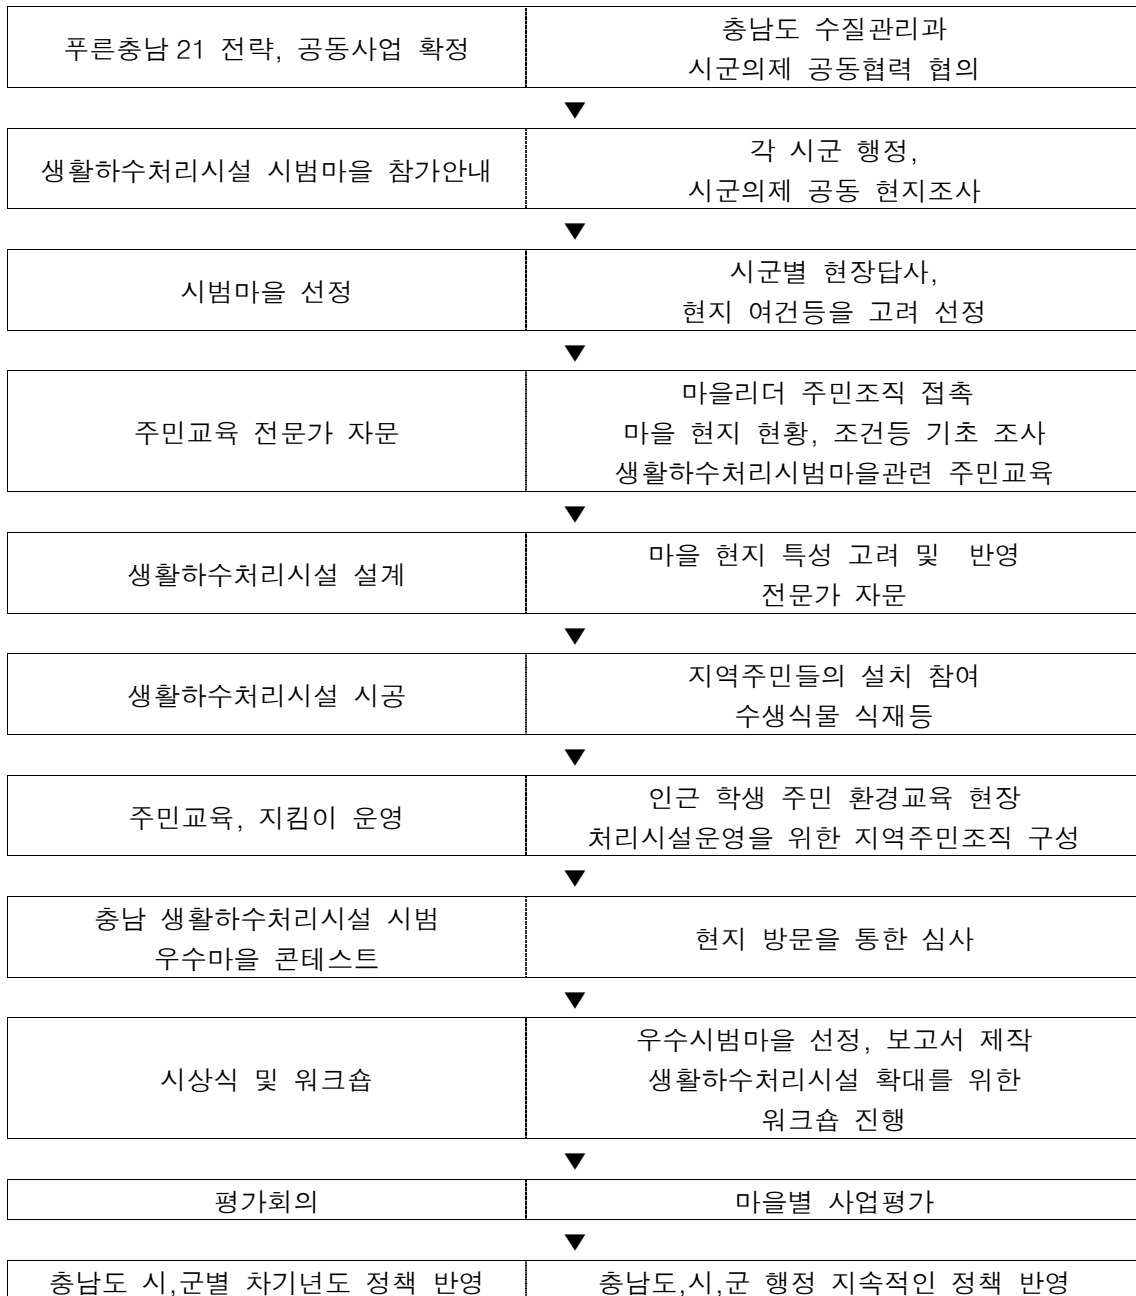 푸른충남21 전략, 공동사업 확정
충남도 수질관리과
시군의제 공동협력 협의
▼
생활하수처리시설 시범마을 참가안내
각 시군 행정,
시군의제 공동 현지조사
▼
시범마을 선정
시군별 현장답사,
현지 여건등을 고려 선정
▼
주민교육 전문가 자문
마을리더 주민조직 접촉
마을 현지 현황, 조건등 기초 조사
생활하수처리시범마을관련 주민교육
▼
생활하수처리시설 설계
마을 현지 특성 고려 및 반영
전문가 자문
▼
생활하수처리시설 시공
지역주민들의 설치 참여
수생식물 식재등
▼
주민교육, 지킴이 운영
인근 학생 주민 환경교육 현장
처리시설운영을 위한 지역주민조직 구성
▼
충남 생활하수처리시설 시범
우수마을 콘테스트
현지 방문을 통한 심사
▼
시상식 및 워크숍
우수시범마을 선정, 보고서 제작
생활하수처리시설 확대를 위한
워크숍 진행
▼
평가회의
마을별 사업평가
▼
충남도 시,군별 차기년도 정책 반영
충남도,시,군 행정 지속적인 정책 반영